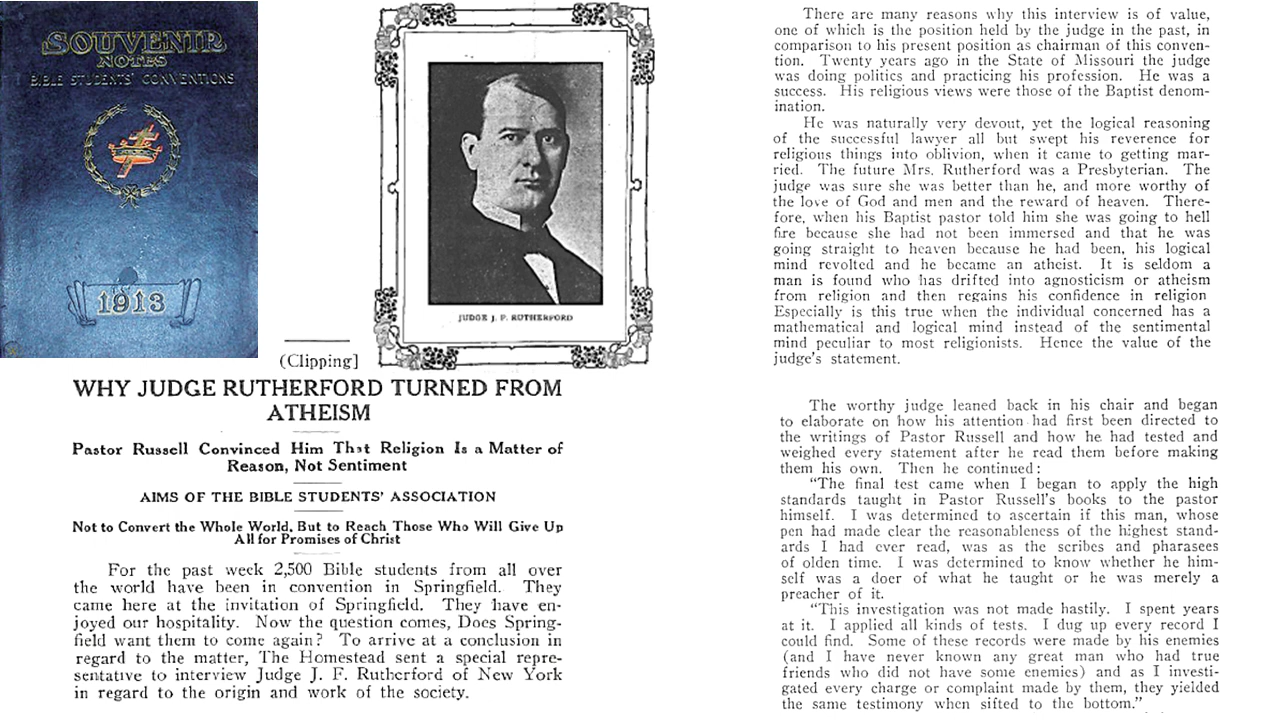 SOUVENIR
NOTES
BIBLE STUDENTS' CONVENTIONS
1913
JUDGE J. F. RUTHERFORD
(Clipping]
WHY JUDGE RUTHERFORD TURNED FROM
ATHEISM
Pastor Russell Convinced Him That Religion Is a Matter of
Reason, Not Sentiment
AIMS OF THE BIBLE STUDENTS' ASSOCIATION
Not to Convert the Whole World, But to Reach Those Who Will Give Up
All for Promises of Christ
For the past week 2,500 Bible students from all over
the world have been in convention in Springfield. They
came here at the invitation of Springfield. They have en-
joyed our hospitality. Now the question comes, Does Spring-
field want them to come again? To arrive at a conclusion in
regard to the matter, The Homestead sent a special repre-
sentative to interview Judge J. F. Rutherford of New York
in regard to the origin and work of the society.
There are many reasons why this interview is of value,
one of which is the position held by the judge in the past, in
comparison to his present position as chairman of this conven-
tion. Twenty years ago in the State of Missouri the judge
was doing politics and practicing his profession. He was a
success. His religious views were those of the Baptist denom-
ination.
He was naturally very devout, yet the logical reasoning
of the successful lawyer all but swept his reverence for
religious things into oblivion, when it came to getting mar-
ried. The future Mrs. Rutherford was a Presbyterian. The
judge was sure she was better than he, and more worthy of
the love of God and men and the reward of heaven. There-
fore, when his Baptist pastor told him she was going to hell
fire because she had not been immersed and that he was
going straight to heaven because he had been, his logical
mind revolted and he became an atheist. It is seldom a
man is found who has drifted into agnosticism or atheism
from religion and then regains his confidence in religion
Especially is this true when the individual concerned has a
mathematical and logical mind instead of the sentimental
mind peculiar to most religionists. Hence the value of the
judge's statement.
The worthy judge leaned back in his chair and began
to elaborate on how his attention had first been directed to
the writings of Pastor Russell and how he had tested and
weighed every statement after he read them before making
them his own. Then he continued:
"The final test came when I began to apply the high
standards taught in Pastor Russell's books to the pastor
himself. I was determined to ascertain if this man, whose
pen had made clear the reasonableness of the highest stand-
ards I had ever read, was as the scribes and pharasees
of olden time. I was determined to know whether he him-
self was a doer of what he taught or he was merely a
preacher of it.
"This investigation was not made hastily. I spent years
at it. I applied all kinds of tests. I dug up every record I
could find. Some of these records were made by his enemies
(and I have never known any great man who had true
friends who did not have some enemies) and as I investi-
gated every charge or complaint made by them, they yielded
the same testimony when sifted to the bottom."